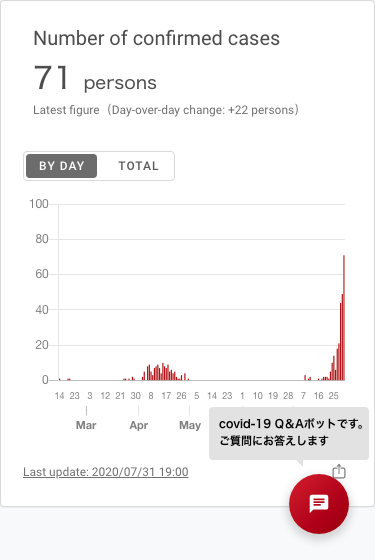 Number of confirmed cases
71 persons
Latest figure（Day-over-day change: +22 persons）
BY DAY TOTAL
100
80
60
40
20
0
14 23 3 12 21 30 8 17 26 5 14 23 1 10 19 28 7 16 25
Mar Apr May
covid-19 Q&Aボットです。
ご質問にお答えします
Last update: 2020/07/31 19:00